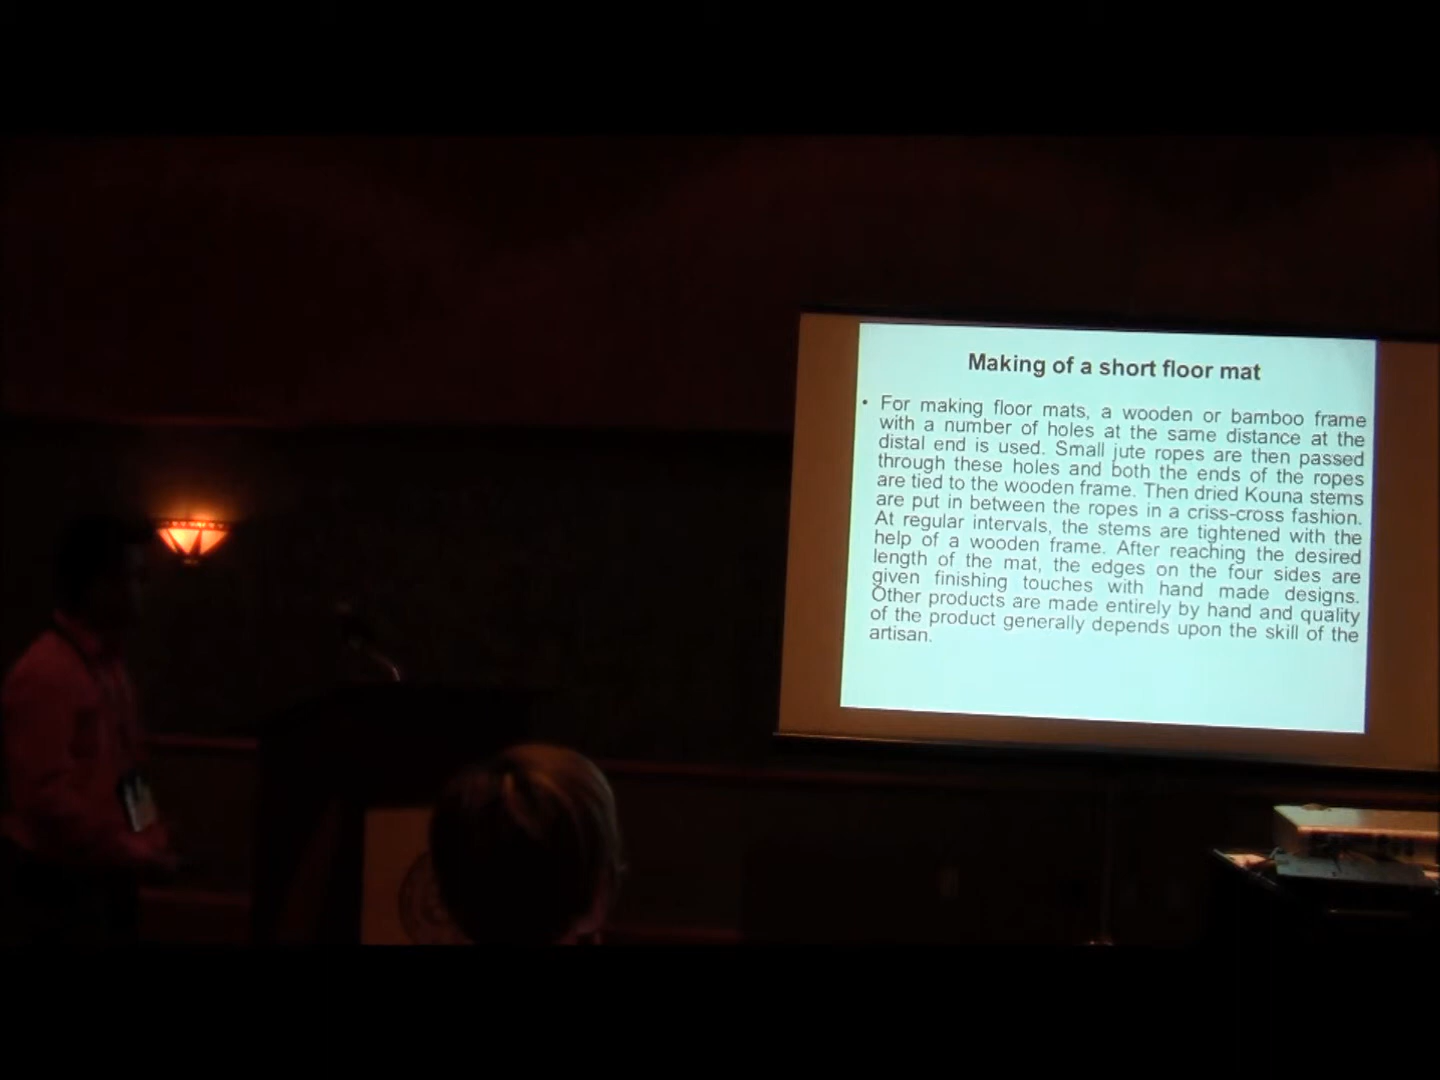 Making of a short floor mat
• For making floor mats, a wooden or bamboo frame
with a number of holes at the same distance at the
distal end is used. Small jute ropes are then passed
through these holes and both the ends of the ropes
are tied to the wooden frame. Then dried Kouna stems
are put in between the ropes in a criss-cross fashion.
At regular intervals, the stems are tightened with the
help of a wooden frame. After reaching the desired
length of the mat, the edges on the four sides are
given finishing touches with hand made designs.
Other products are made entirely by hand and quality
of the product generally depends upon the skill of the
artisan.